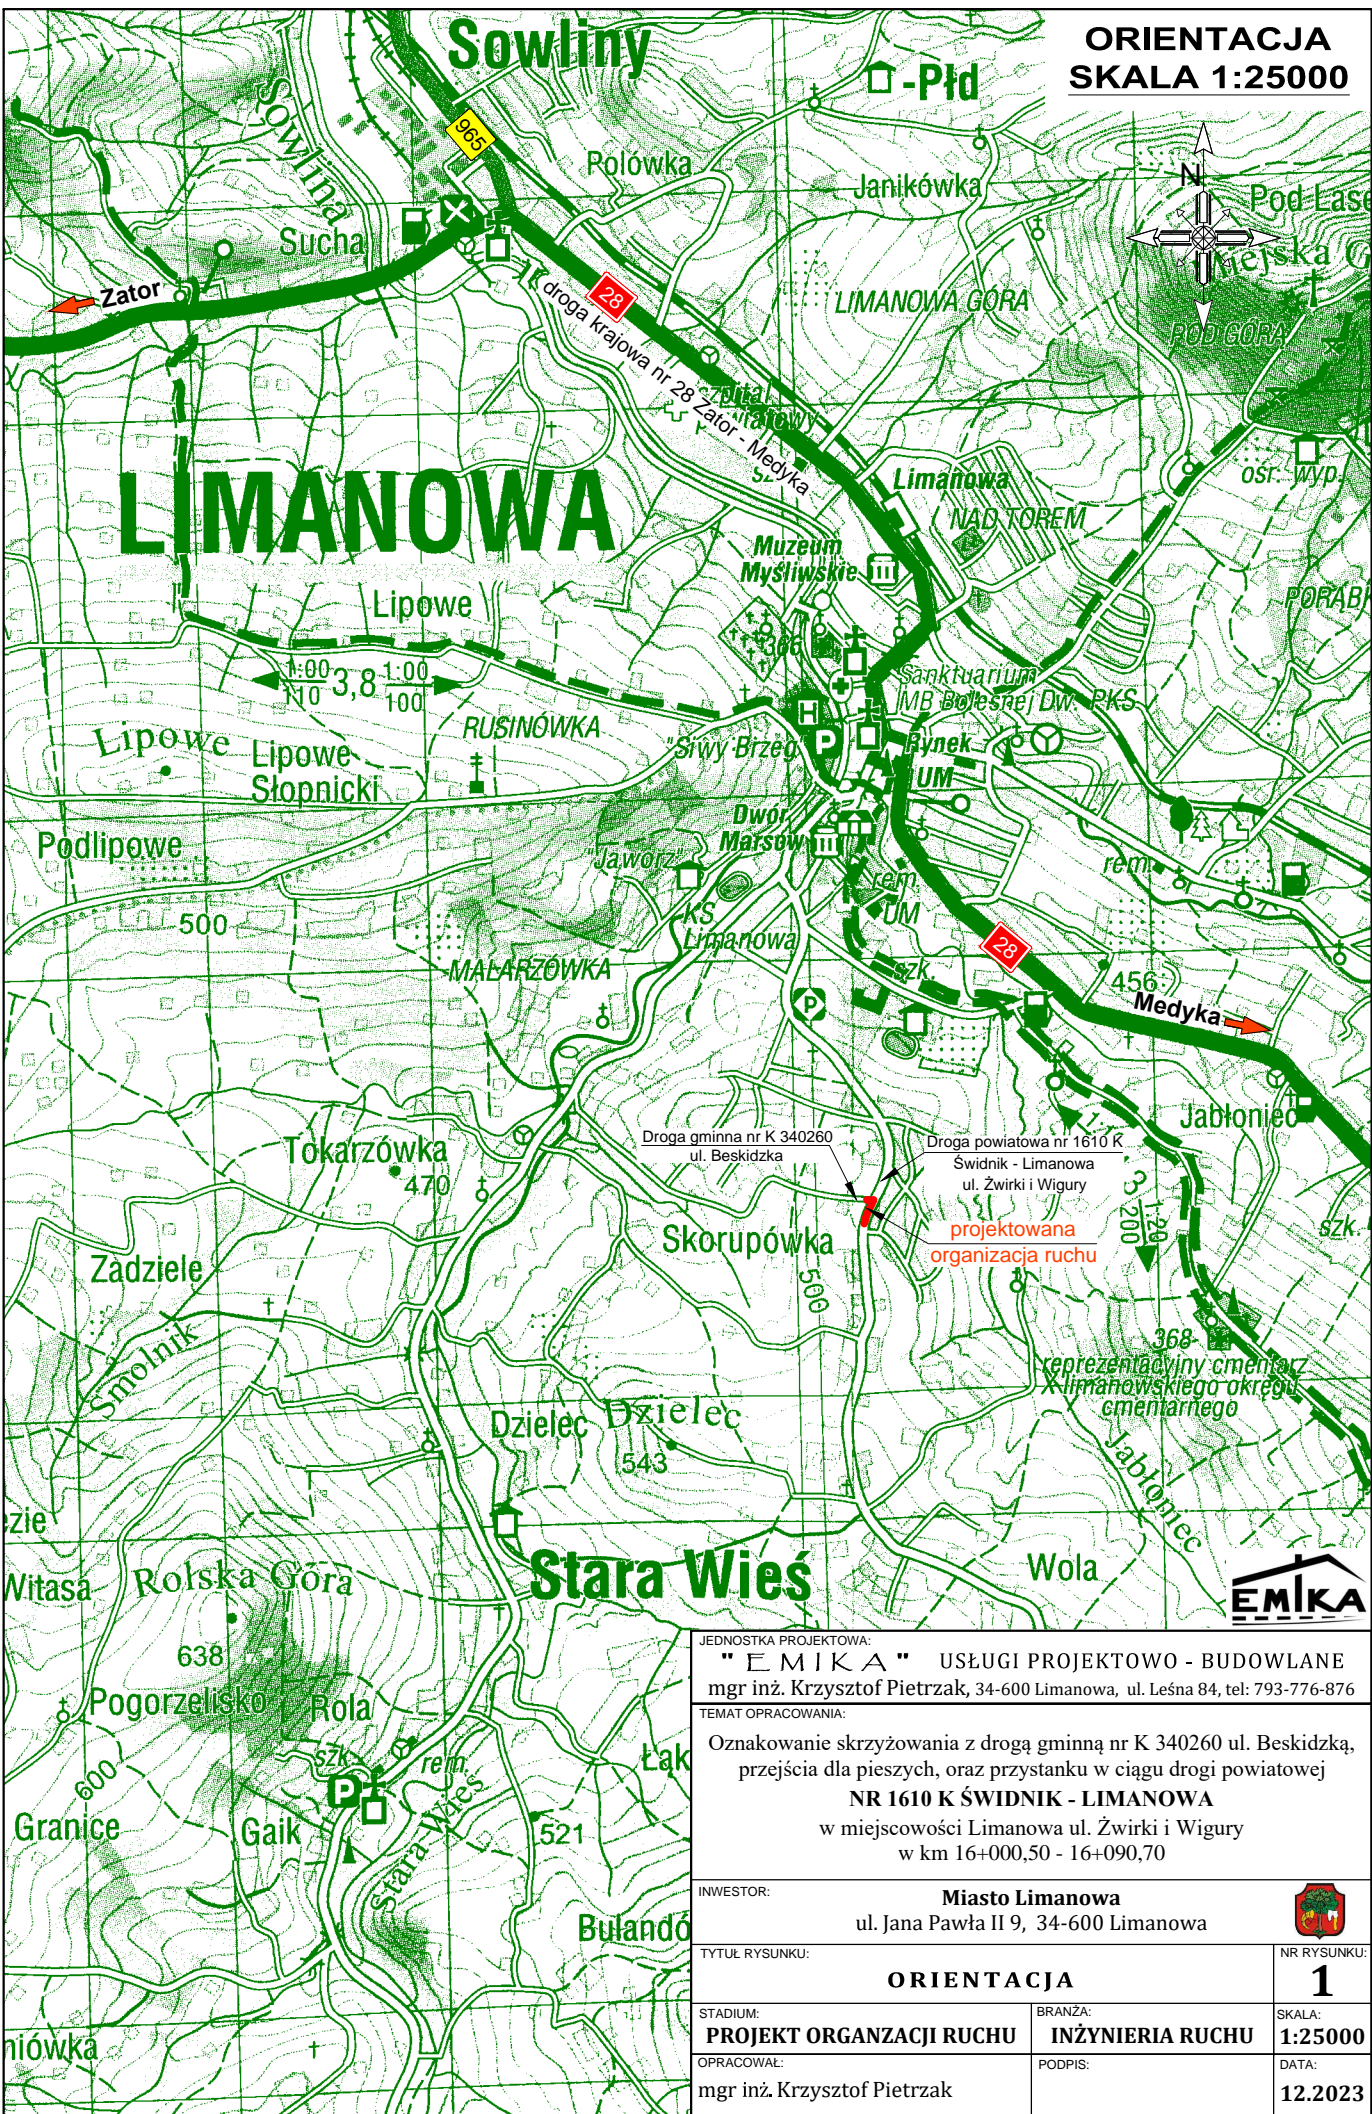 ORIENTACJA
SKALA 1:25000
Sowliny
-Płd
965
Sowlina
Polówka
Janikówka
N
Sucha
Zator
28
droga krajowa nr 28 Zator - Medyka
LIMANOWA GÓRA
POD GÓRĄ
LIMANOWA
Limanowa
NAD TOREM
ośr. wyp.
Muzeum
Myśliwskie
Lipowe
366
1:00
110
3,8
1:00
100
Sanktuarium
MB Bolesnej Dw. PKS
RUSINÓWKA
H
P
"Siwy Brzeg
Rynek
UM
Lipowe
Lipowe
Słopnicki
Dwór
Marsów
Podlipowe
"Jaworz"
rem.
rem.
UM
500
KS
Limanowa
MALARZÓWKA
szk.
28
456
Medyka
P
Jabłoniec
Tokarzówka
470
Droga gminna nr K 340260
ul. Beskidzka
Droga powiatowa nr 1610 K
Świdnik - Limanowa
ul. Żwirki i Wigury
3
1:20
200
szk.
Skorupówka
projektowana
organizacja ruchu
500
Zadziele
Smolnik
368
reprezentacyjny cmentarz
X limanowskiego okręgu
cmentarnego
Dzielec
Dzielec
543
Jabłoniec
Stara Wieś
Wola
Witasa
Rolska Góra
638
Pogorzelisko
Rola
szk.
rem.
P
600
Granice
Gaik
Stara Wieś
521
EMIKA
JEDNOSTKA PROJEKTOWA:
" EMIKA " USŁUGI PROJEKTOWO - BUDOWLANE
mgr inż. Krzysztof Pietrzak, 34-600 Limanowa, ul. Leśna 84, tel: 793-776-876
TEMAT OPRACOWANIA:
Oznakowanie skrzyżowania z drogą gminną nr K 340260 ul. Beskidzką,
przejścia dla pieszych, oraz przystanku w ciągu drogi powiatowej
NR 1610 K ŚWIDNIK - LIMANOWA
w miejscowości Limanowa ul. Żwirki i Wigury
w km 16+000,50 - 16+090,70
INWESTOR:
Miasto Limanowa
ul. Jana Pawła II 9, 34-600 Limanowa
TYTUŁ RYSUNKU:
ORIENTACJA
NR RYSUNKU:
1
STADIUM:
PROJEKT ORGANZACJI RUCHU
BRANŻA:
INŻYNIERIA RUCHU
SKALA:
1:25000
OPRACOWAŁ:
mgr inż. Krzysztof Pietrzak
PODPIS:
DATA:
12.2023